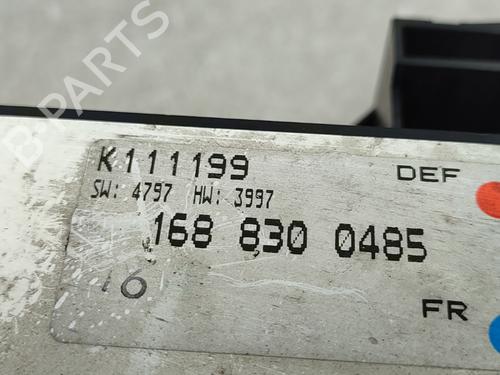 B-PARTS
K111199
DEF
SW: 4797 HW: 3997
168 830 0485
16
FR